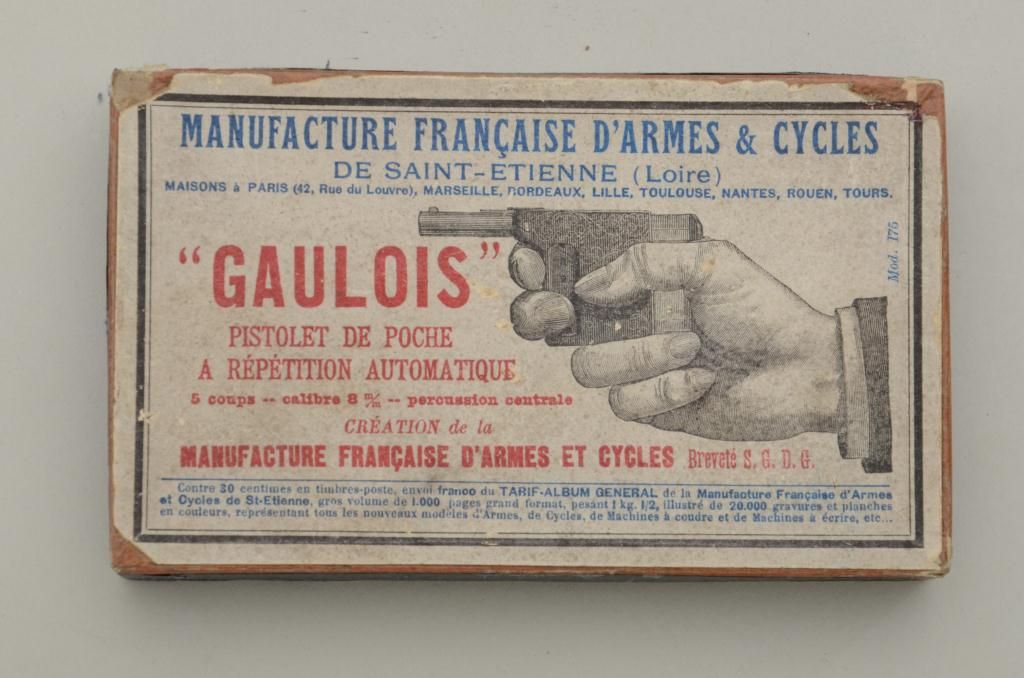 MANUFACTURE FRANÇAISE D'ARMES & CYCLES
DE SAINT-ETIENNE (Loire)
MAISONS à PARIS (42, Rue du Louvre), MARSEILLE, BORDEAUX, LILLE, TOULOUSE, NANTES, ROUEN, TOURS.
Mod. 175
"GAULOIS"
PISTOLET DE POCHE
A RÉPÉTITION AUTOMATIQUE
5 coups -- calibre 8 m/m -- percussion centrale
CRÉATION de la
MANUFACTURE FRANÇAISE D'ARMES ET CYCLES Breveté S. G. D. G.
Contre 30 centimes en timbres-poste, envoi franco du TARIF-ALBUM GENERAL de la Manufacture Française d'Armes
et Cycles de St-Etienne, gros volume de 1.000 pages grand format, pesant 1 kg. 1/2, illustré de 20.000 gravures et planches
en couleurs, représentant tous les nouveaux modèles d'Armes, de Cycles, de Machines à coudre et de Machines à écrire, etc...